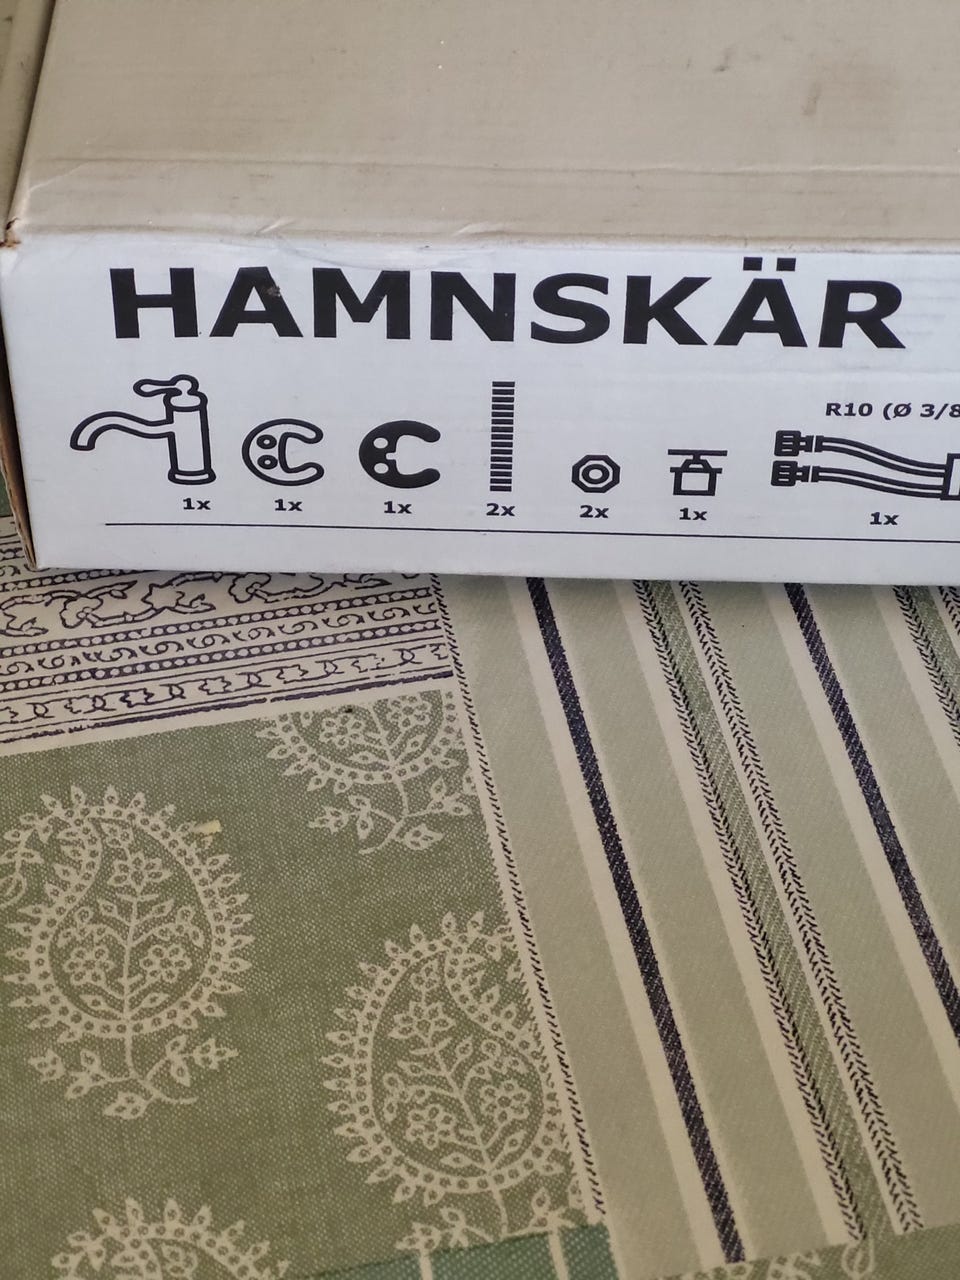 HAMNSKÄR
R10 (Ø 3/8
1x 1x 1x 2x 2x 1x 1x